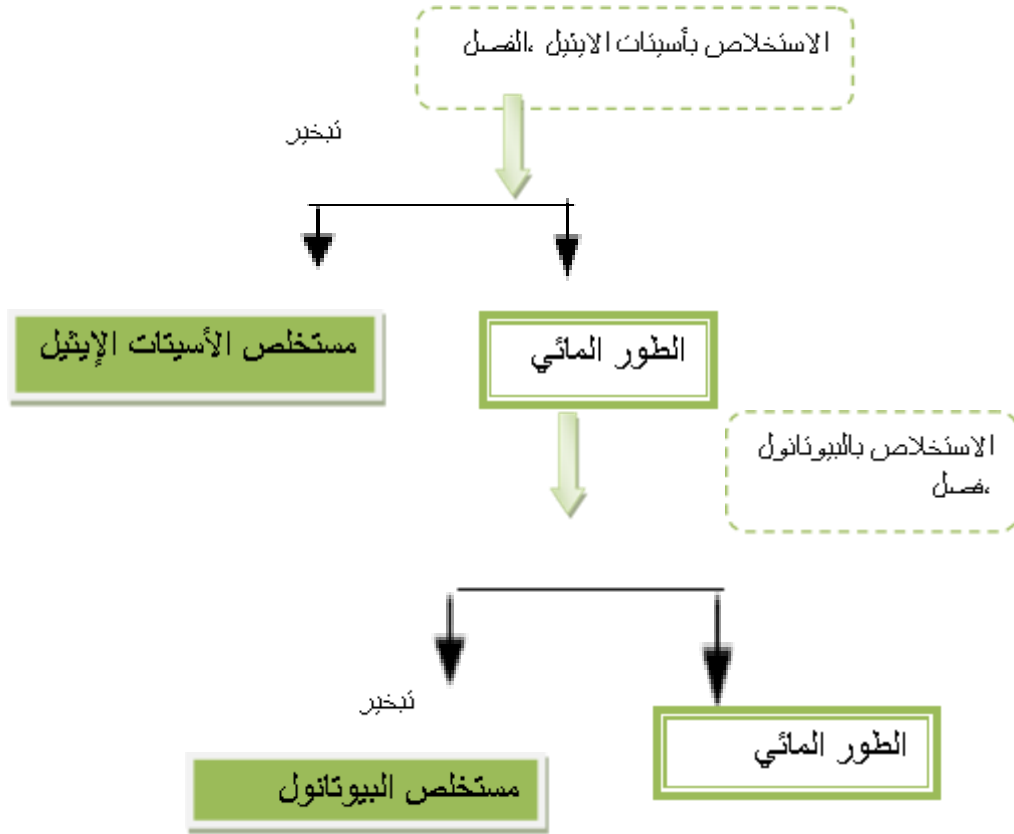 الاستخلاص بأسيتات الايثيل ،الفصل
تبخير
الطور المائي
مستخلص الأسيتات الإيثيل
الاستخلاص بالبيوتانول
،فصل
تبخير
الطور المائي
مستخلص البيوتانول